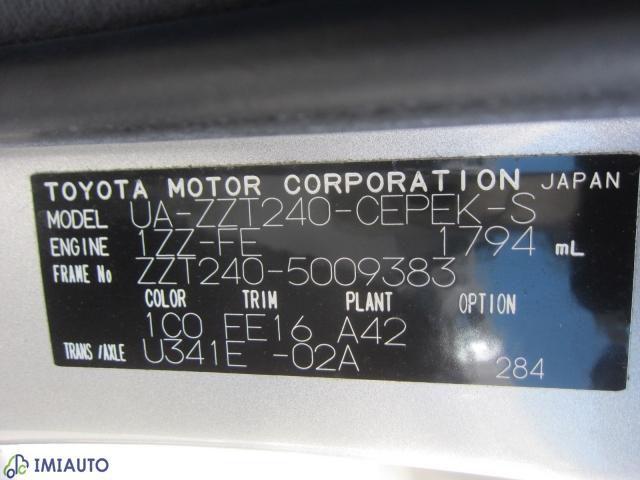 TOYOTA MOTOR CORPORATION JAPAN
MODEL UA-ZZT240-CEPEK-S
ENGINE 1ZZ-FE 1794 mL
FRAME No ZZT240-5009383
COLOR TRIM PLANT OPTION
1C0 FE16 A42
TRANS/AXLE U341E -02A
284
IMIAUTO